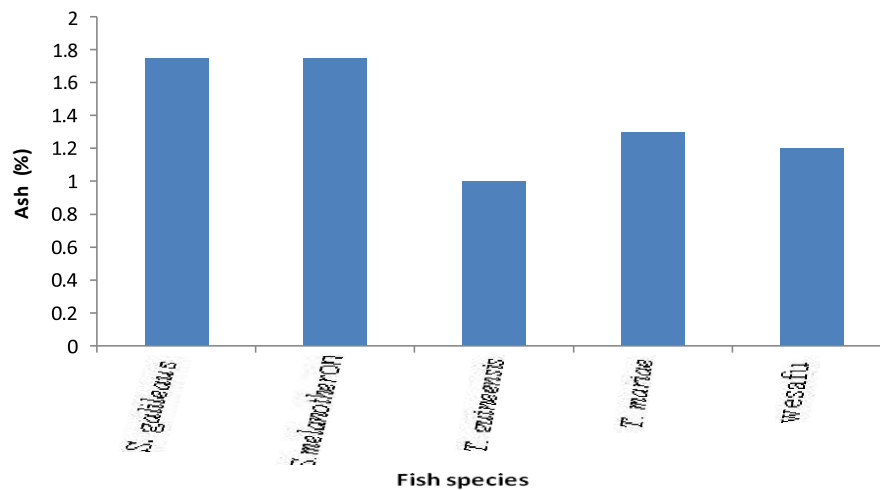 2
1.8
1.6
1.4
1.2
1
0.8
0.6
0.4
0.2
0
Ash (%)
S. galileaus
S.melanotheron
T. guineensis
T. mariae
wesafu
Fish species